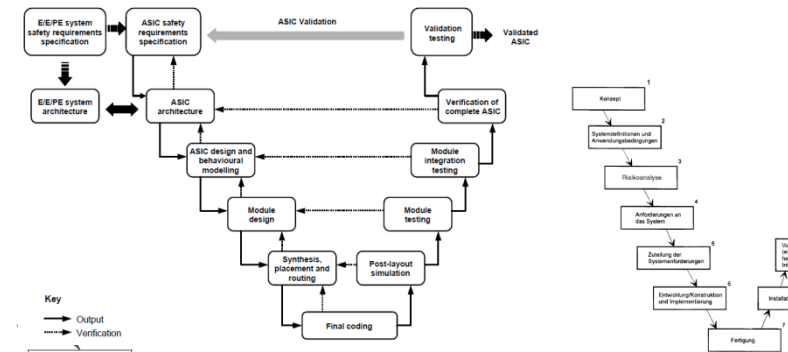 E/E/PE system
safety requirements
specification
ASIC safety
requirements
specification
ASIC Validation
Validation
testing
Validated
ASIC
E/E/PE system
architecture
ASIC
architecture
Verification of
complete ASIC
ASIC design and
behavioural
modelling
Module
integration
testing
Module
design
Module
testing
Synthesis,
placement and
routing
Post-layout
simulation
Final coding
Key
Output
Verification
1
Konzept
2
Systemdefinitionen und
Anwendungsbedingungen
3
Risikoanalyse
4
Anforderungen an
das System
5
Zuteilung der
Systemanforderungen
6
Entwicklung/Konstruktion
und Implementierung
7
Fertigung